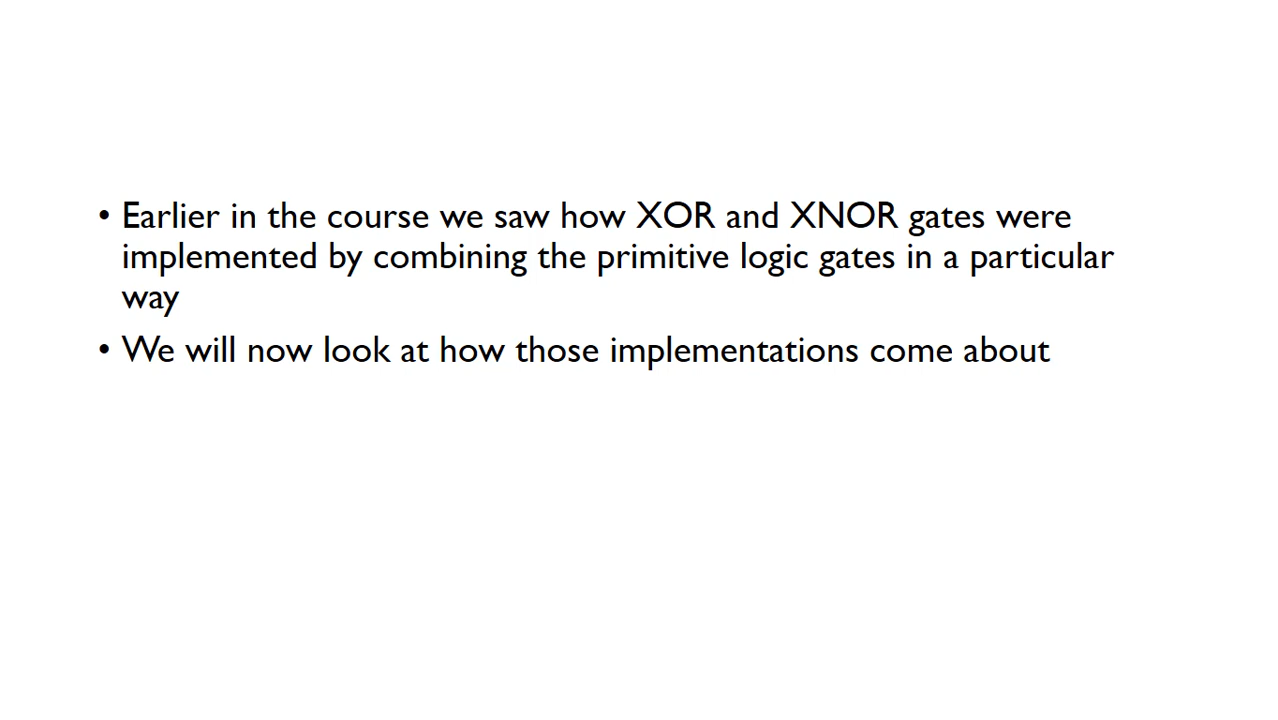 • Earlier in the course we saw how XOR and XNOR gates were
implemented by combining the primitive logic gates in a particular
way
• We will now look at how those implementations come about